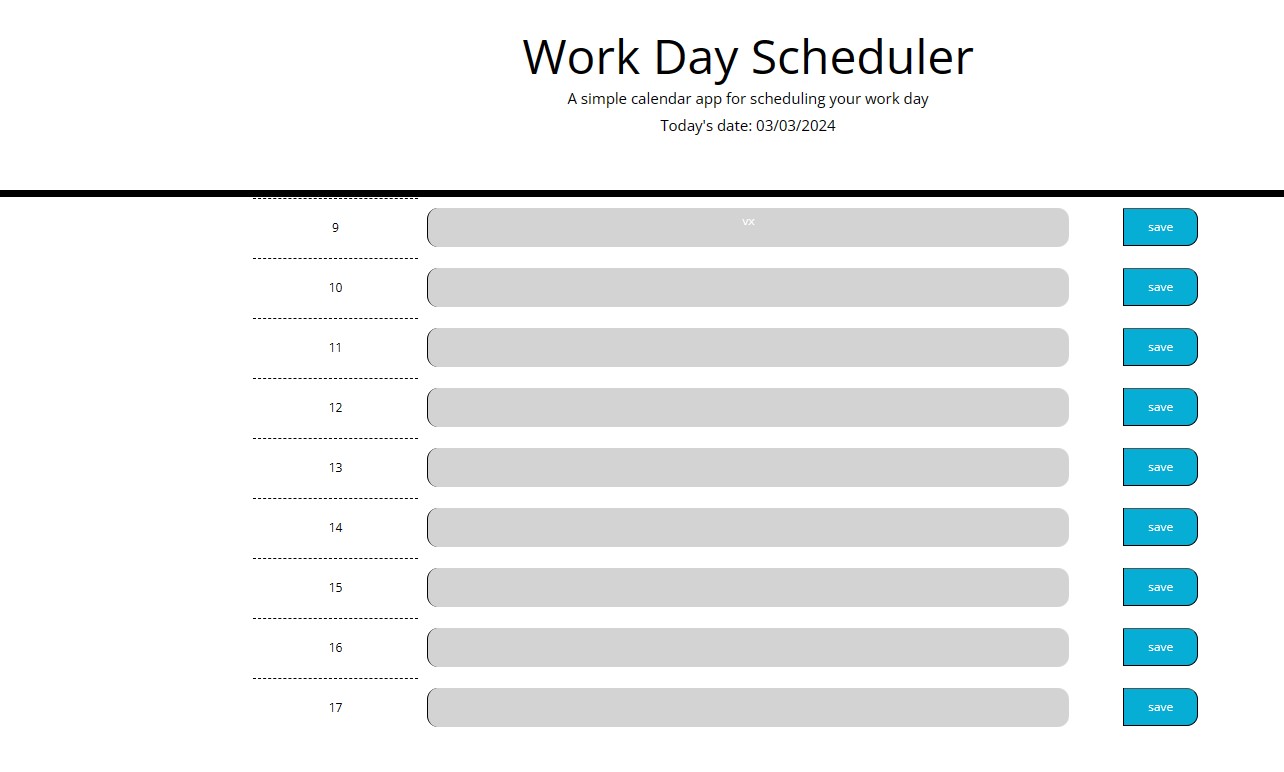 Work Day Scheduler
A simple calendar app for scheduling your work day
Today's date: 03/03/2024
9 vx save
10 save
11 save
12 save
13 save
14 save
15 save
16 save
17 save